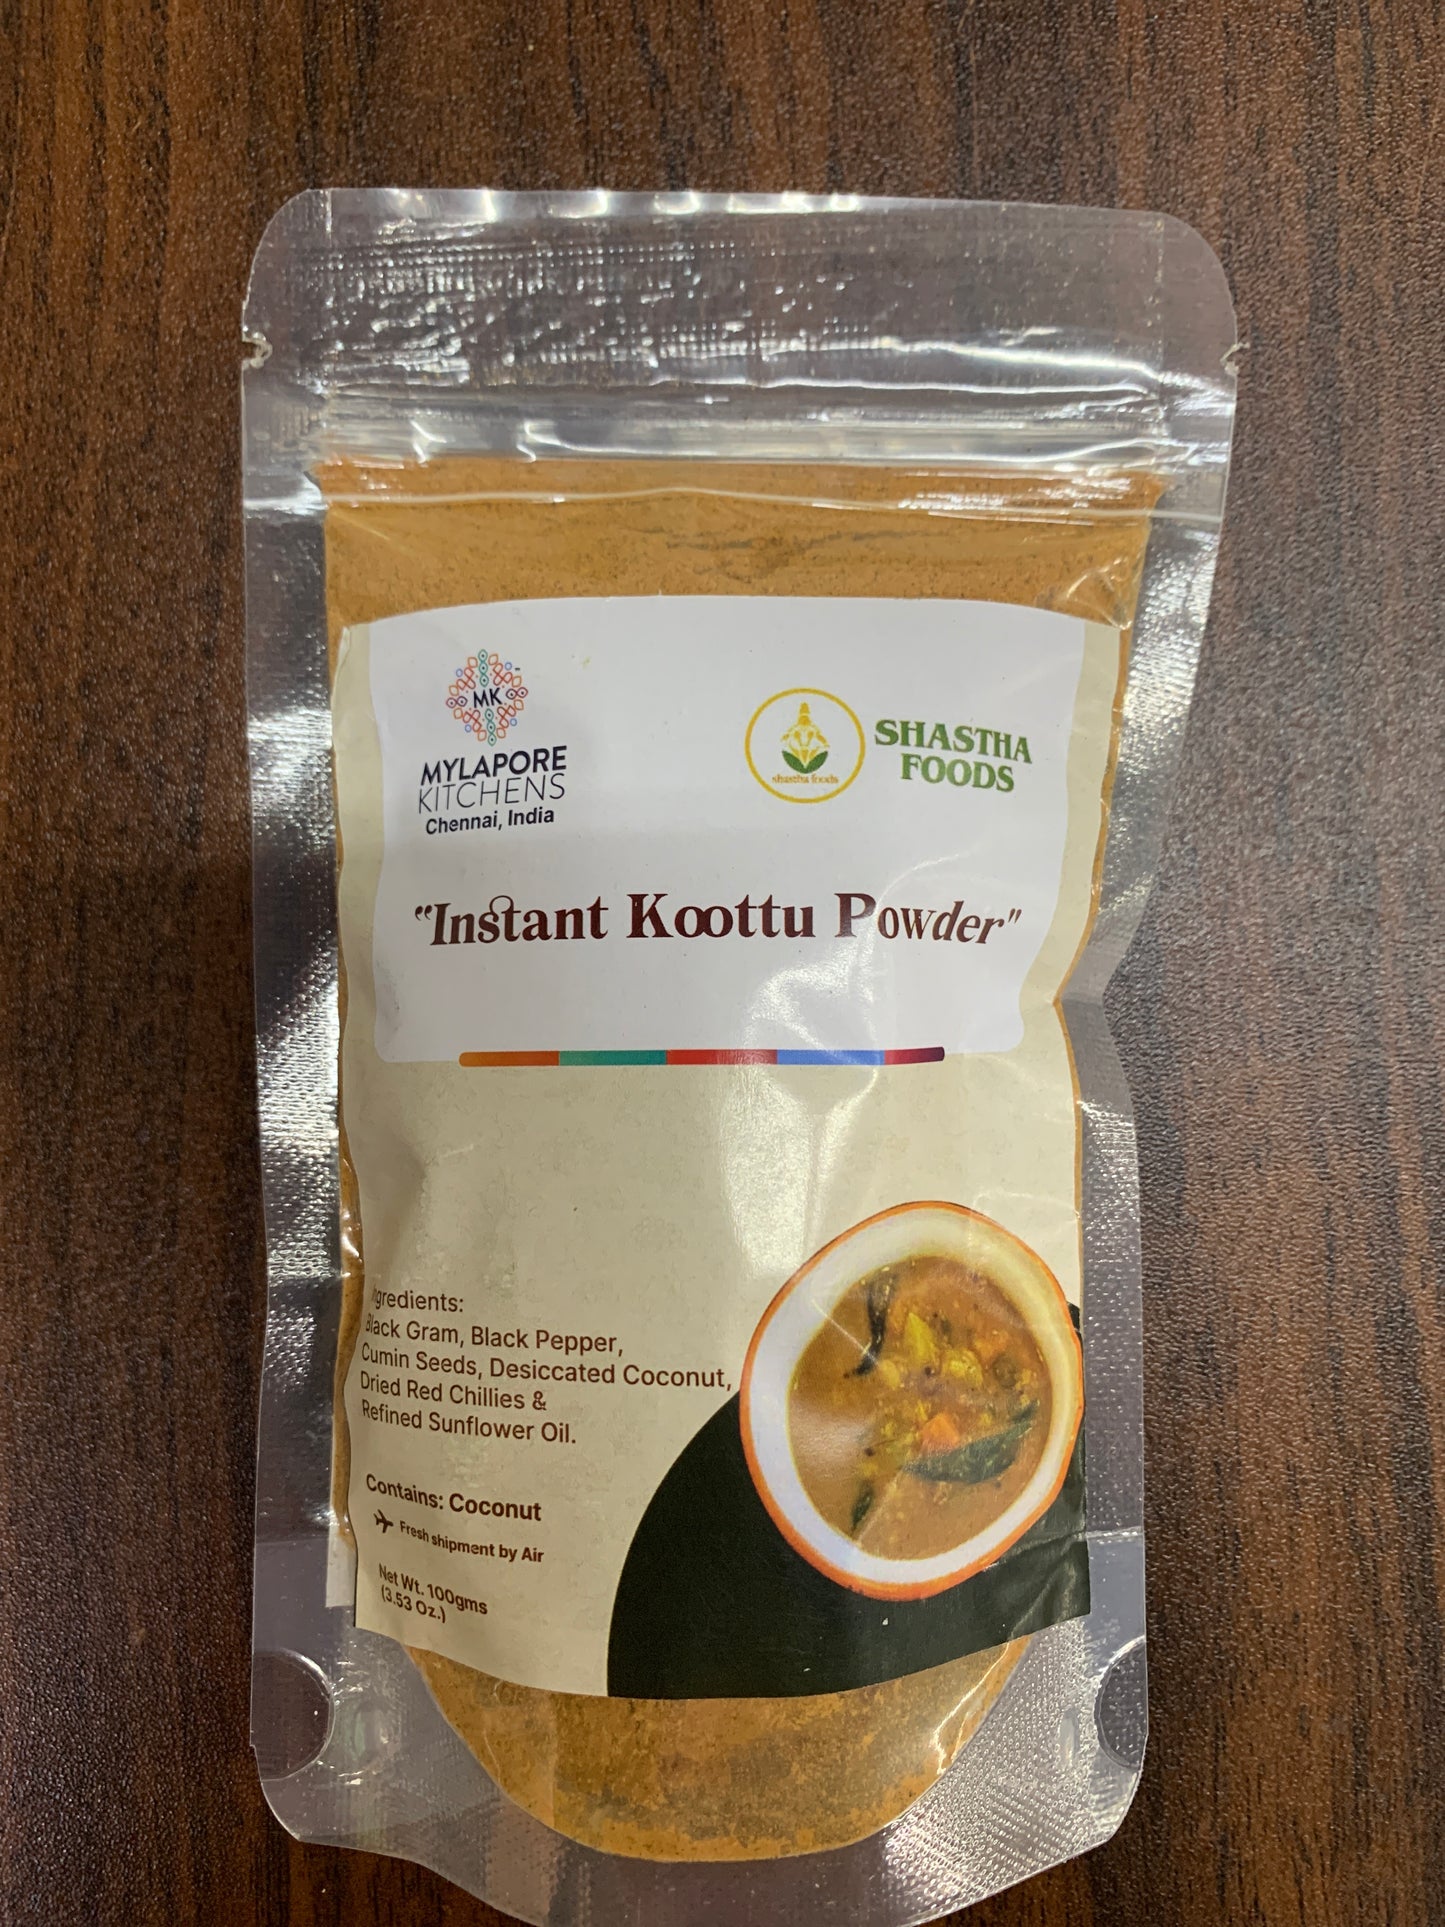 MK
MYLAPORE
KITCHENS
Chennai, India
shastha foods
SHASTHA
FOODS
“Instant Koottu Powder"
Ingredients:
Black Gram, Black Pepper,
Cumin Seeds, Desiccated Coconut,
Dried Red Chillies &
Refined Sunflower Oil.
Contains: Coconut
Fresh shipment by Air
Net Wt. 100gms
(3.53 Oz.)